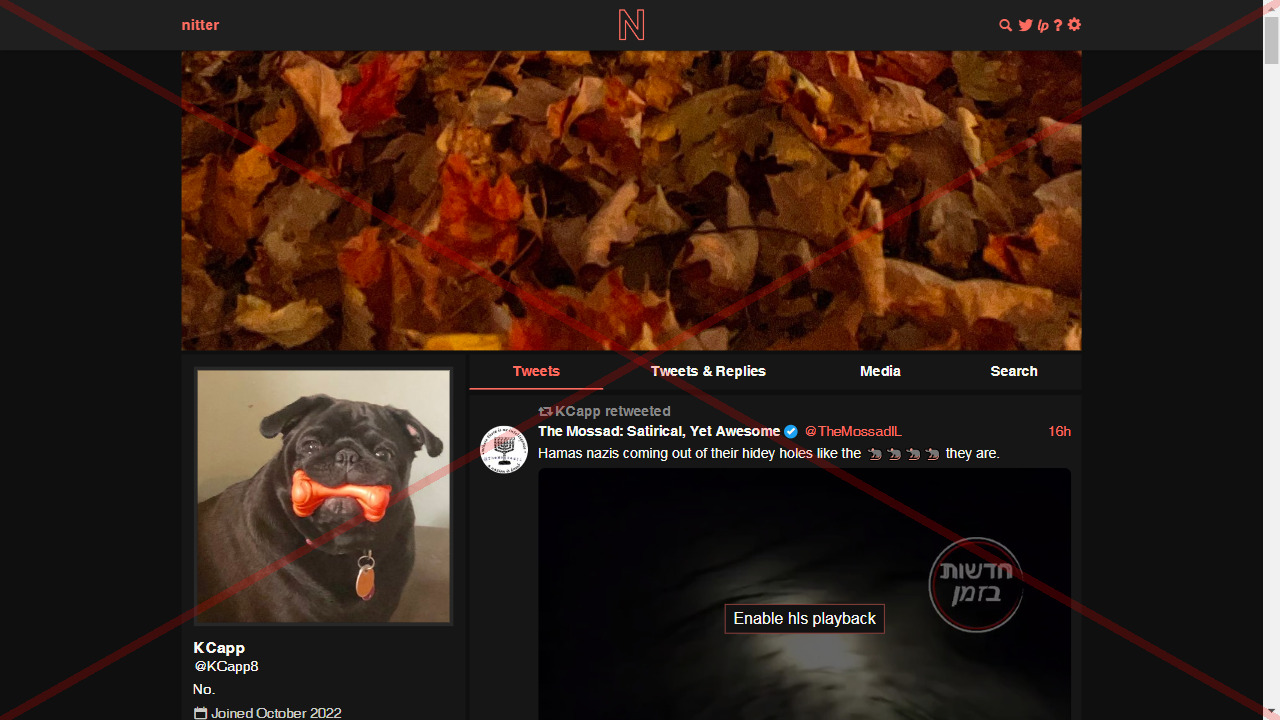 nitter
N
lp ?
Tweets
Tweets & Replies
Media
Search
KCapp retweeted
The Mossad: Satirical, Yet Awesome @TheMossadIL 16h
Hamas nazis coming out of their hidey holes like the 🐀 🐀 🐀 🐀 they are.
חדשות
בזמן
Enable hls playback
KCapp
@KCapp8
No.
Joined October 2022